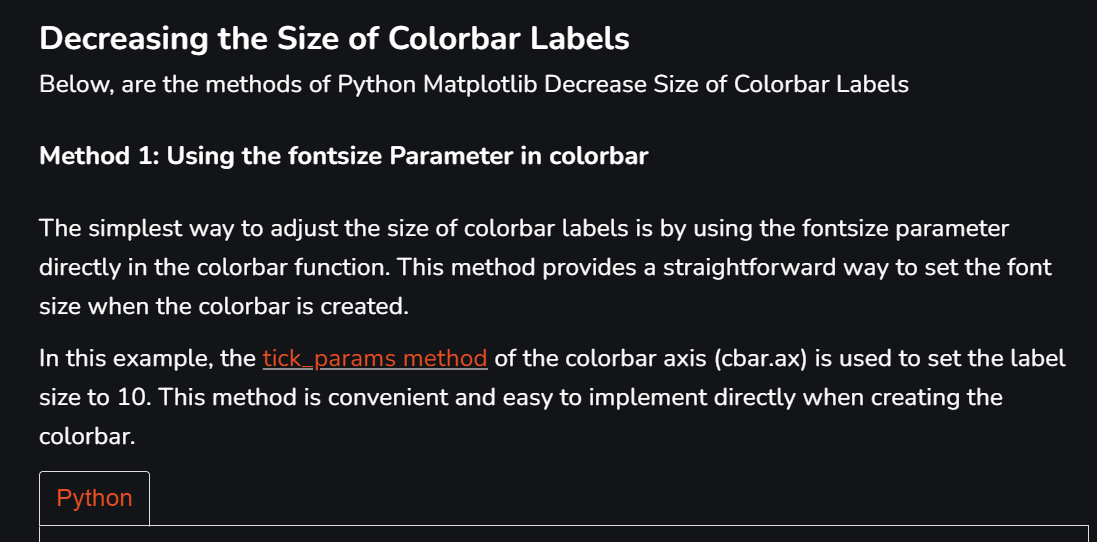 Decreasing the Size of Colorbar Labels
Below, are the methods of Python Matplotlib Decrease Size of Colorbar Labels
Method 1: Using the fontsize Parameter in colorbar
The simplest way to adjust the size of colorbar labels is by using the fontsize parameter
directly in the colorbar function. This method provides a straightforward way to set the font
size when the colorbar is created.
In this example, the tick_params method of the colorbar axis (cbar.ax) is used to set the label
size to 10. This method is convenient and easy to implement directly when creating the
colorbar.
Python